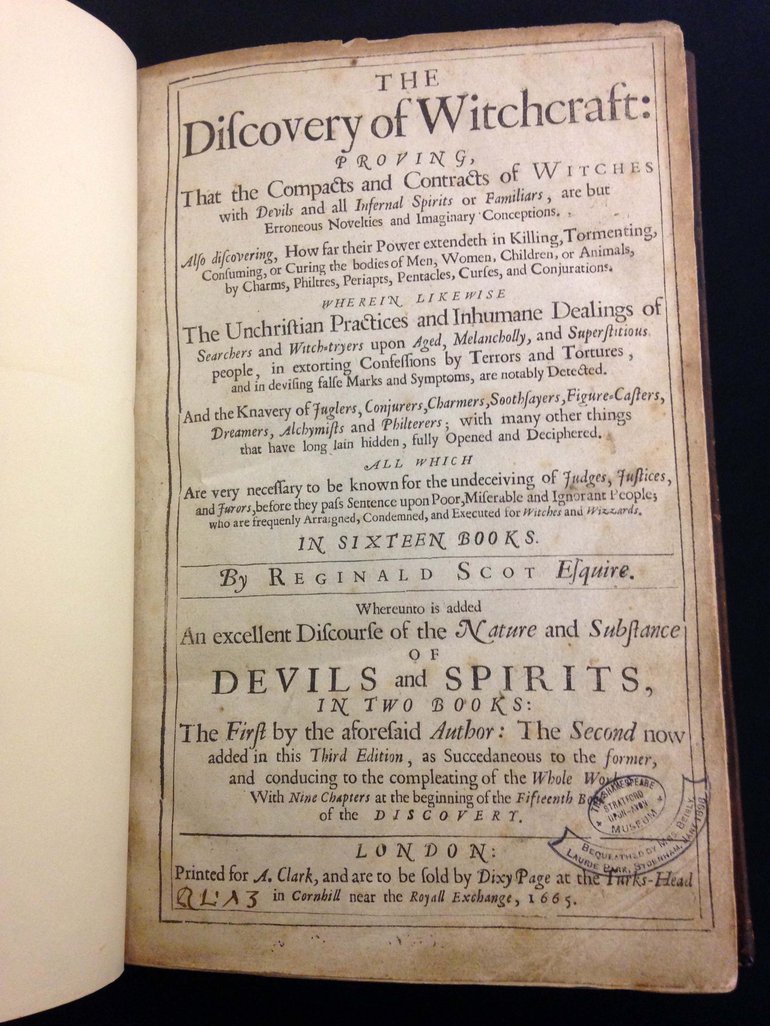 THE
Diſcovery of Witchcraft:
PROVING,
That the Compacts and Contracts of WITCHES
with Devils and all Infernal Spirits or Familiars, are but
Erroneous Novelties and Imaginary Conceptions.
Alſo diſcovering, How far their Power extendeth in Killing, Tormenting,
Conſuming, or Curing the bodies of Men, Women, Children, or Animals,
by Charms, Philtres, Periapts, Pentacles, Curſes, and Conjurations.
WHEREIN LIKEWISE
The Unchriſtian Practices and Inhumane Dealings of
Searchers and Witch-tryers upon Aged, Melancholly, and Superſtitious
people, in extorting Confeſſions by Terrors and Tortures,
and in deviſing falſe Marks and Symptoms, are notably Detected.
And the Knavery of Juglers, Conjurers, Charmers, Soothſayers, Figure-Caſters,
Dreamers, Alchymiſts and Philterers; with many other things
that have long lain hidden, fully Opened and Deciphered.
ALL WHICH
Are very neceſſary to be known for the undeceiving of Judges, Juſtices,
and Jurors, before they paſs Sentence upon Poor, Miſerable and Ignorant People;
who are frequenly Arraigned, Condemned, and Executed for Witches and Wizzards.
IN SIXTEEN BOOKS.
By REGINALD SCOT Eſquire.
Whereunto is added
An excellent Diſcourſe of the Nature and Subſtance
OF
DEVILS and SPIRITS,
IN TWO BOOKS:
The Firſt by the aforeſaid Author: The Second now
added in this Third Edition, as Succedaneous to the former,
and conducing to the compleating of the Whole Work
With Nine Chapters at the beginning of the Fifteenth
of the DISCOVERY.
THE SHAKESPEARE
STRATFORD
UPON-AVON
MUSEUM
BEQUEATHED BY MRS
LAURIE PARK, SYDENHAM,
LONDON:
Printed for A. Clark, and are to be ſold by Dixy Page at the Turks-Head
in Cornhill near the Royall Exchange, 1665.